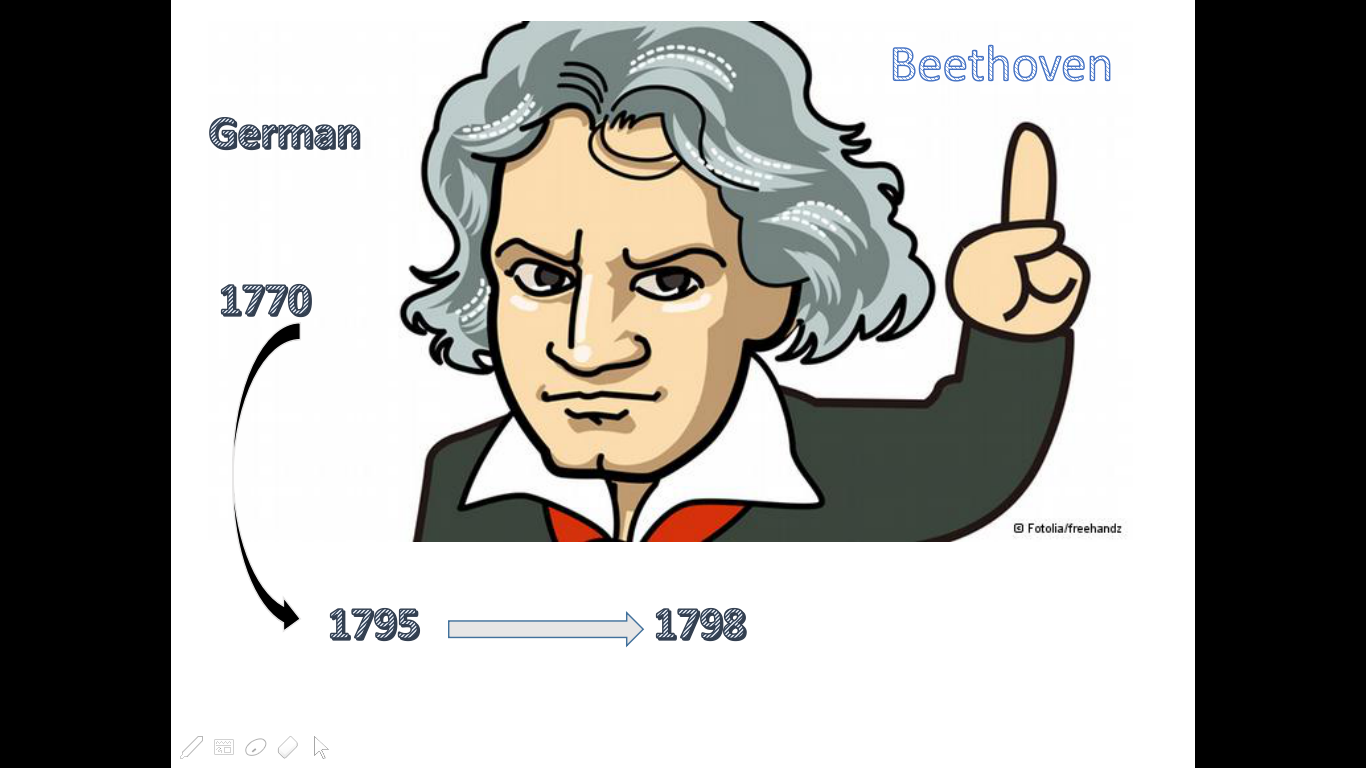 Beethoven
German
1770
© Fotolia/freehandz
1795
1798